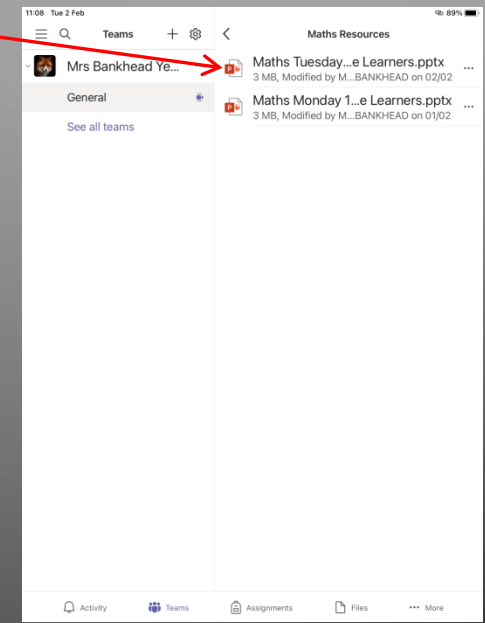 11:08 Tue 2 Feb
89%
Teams
Maths Resources
Mrs Bankhead Ye...
General
See all teams
P
Maths Tuesday...e Learners.pptx
3 MB, Modified by M...BANKHEAD on 02/02
P
Maths Monday 1...e Learners.pptx
3 MB, Modified by M...BANKHEAD on 01/02
Activity
Teams
Assignments
Files
More